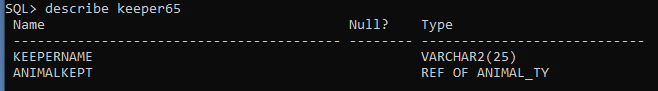 SQL> describe keeper65
Name Null? Type
----------------------------------------- -------- ----------------------------
KEEPERNAME VARCHAR2(25)
ANIMALKEPT REF OF ANIMAL_TY